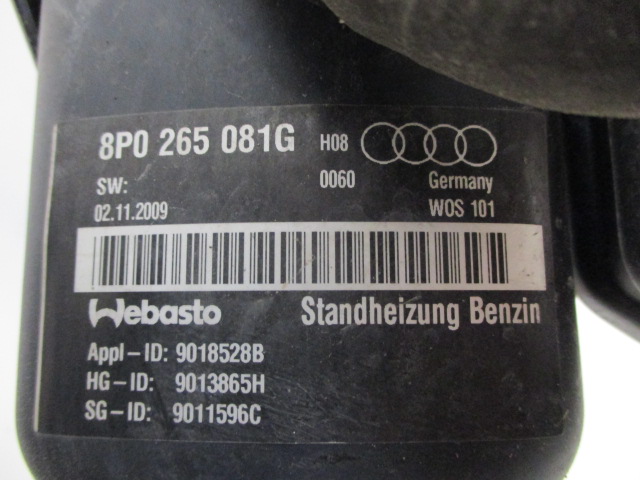 8P0 265 081G H08
SW: 0060 Germany
02.11.2009 WOS 101
Webasto Standheizung Benzin
Appl-ID: 9018528B
HG-ID: 9013865H
SG-ID: 9011596C